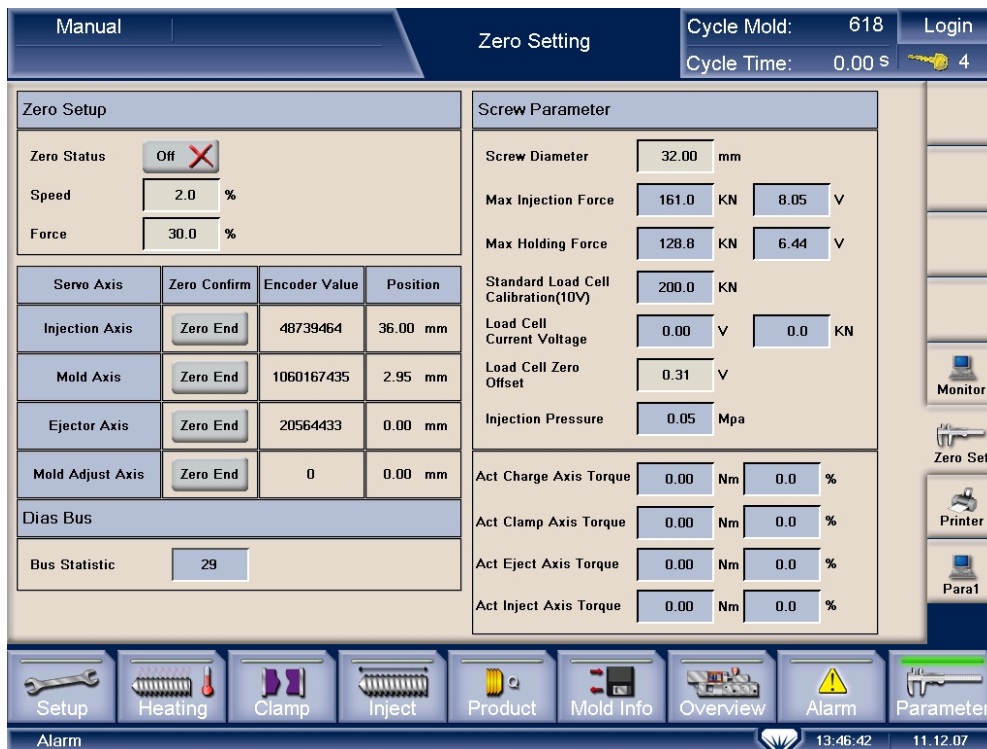 Manual
Zero Setting
Cycle Mold: 618
Cycle Time: 0.00 s
Login
4
Zero Setup
Zero Status Off
Speed 2.0 %
Force 30.0 %
Servo Axis Zero Confirm Encoder Value Position
Injection Axis Zero End 48739464 36.00 mm
Mold Axis Zero End 1060167435 2.95 mm
Ejector Axis Zero End 20564433 0.00 mm
Mold Adjust Axis Zero End 0 0.00 mm
Dias Bus
Bus Statistic 29
Screw Parameter
Screw Diameter 32.00 mm
Max Injection Force 161.0 KN 8.05 V
Max Holding Force 128.8 KN 6.44 V
Standard Load Cell
Calibration(10V) 200.0 KN
Load Cell
Current Voltage 0.00 V 0.0 KN
Load Cell Zero
Offset 0.31 V
Injection Pressure 0.05 Mpa
Act Charge Axis Torque 0.00 Nm 0.0 %
Act Clamp Axis Torque 0.00 Nm 0.0 %
Act Eject Axis Torque 0.00 Nm 0.0 %
Act Inject Axis Torque 0.00 Nm 0.0 %
Monitor
Zero Set
Printer
Para1
Setup Heating Clamp Inject Product Mold Info Overview Alarm Parameter
Alarm 13:46:42 11.12.07